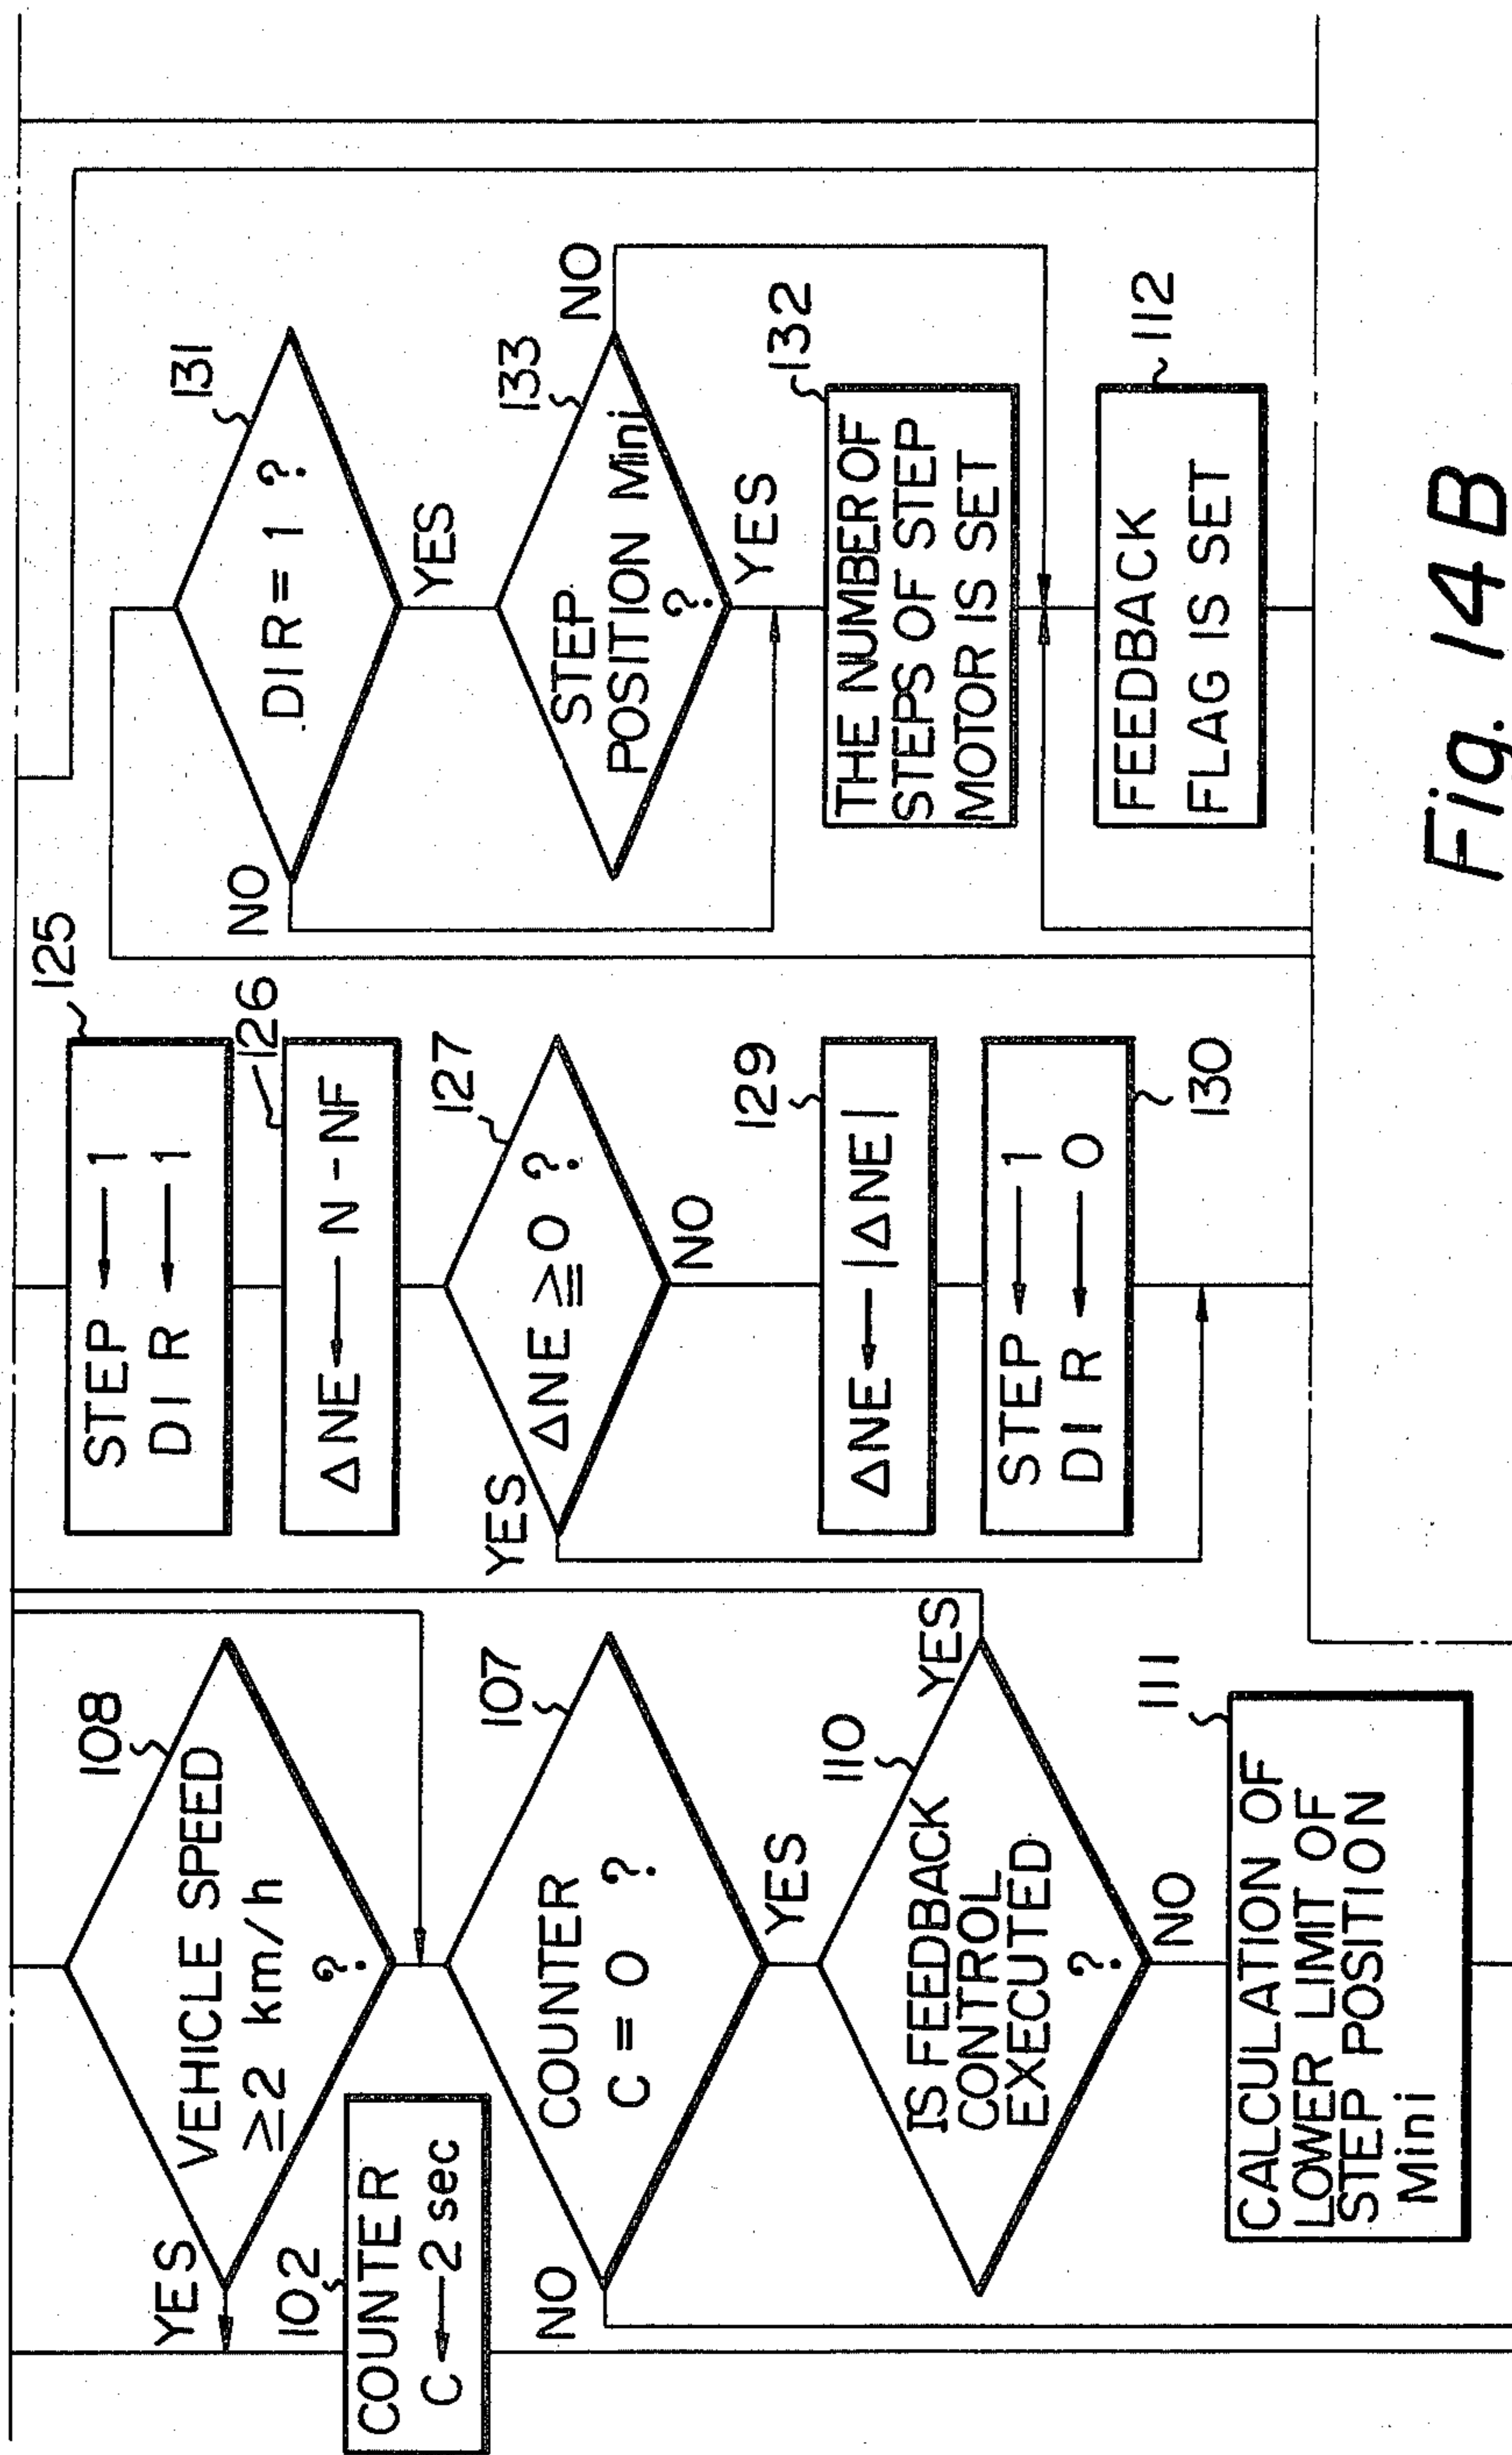 108
VEHICLE SPEED
≥2 km/h
?
YES
102
COUNTER
C ← 2 sec
107
COUNTER
C = 0 ?
NO
YES
110
IS FEEDBACK
CONTROL
EXECUTED
?
YES
NO
111
CALCULATION OF
LOWER LIMIT OF
STEP POSITION
Mini
125
STEP ← 1
DIR ← 1
126
ΔNE ← N-NF
127
ΔNE ≧ 0 ?
YES
NO
129
ΔNE ← |ΔNE|
130
STEP ← 1
DIR ← 0
131
DIR = 1 ?
NO
YES
133
STEP
POSITION Mini
?
NO
YES
132
THE NUMBER OF
STEPS OF STEP
MOTOR IS SET
112
FEEDBACK
FLAG IS SET
Fig. 14B